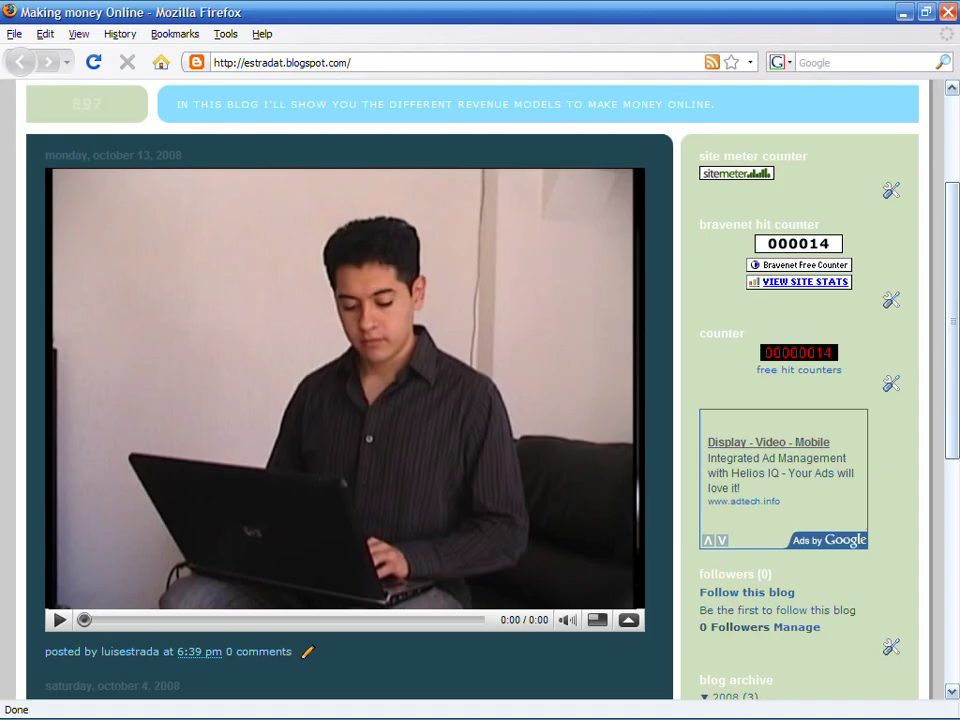 Making money Online - Mozilla Firefox
File Edit View History Bookmarks Tools Help
http://estradat.blogspot.com/
G Google
897
IN THIS BLOG I'LL SHOW YOU THE DIFFERENT REVENUE MODELS TO MAKE MONEY ONLINE.
monday, october 13, 2008
0:00 / 0:00
posted by luisestrada at 6:39 pm 0 comments
saturday, october 4, 2008
site meter counter
sitemeter
bravenet hit counter
000014
Bravenet Free Counter
VIEW SITE STATS
counter
00000014
free hit counters
Display - Video - Mobile
Integrated Ad Management
with Helios IQ - Your Ads will
love it!
www.adtech.info
Ads by Google
followers (0)
Follow this blog
Be the first to follow this blog
0 Followers Manage
blog archive
▼ 2008 (3)
Done